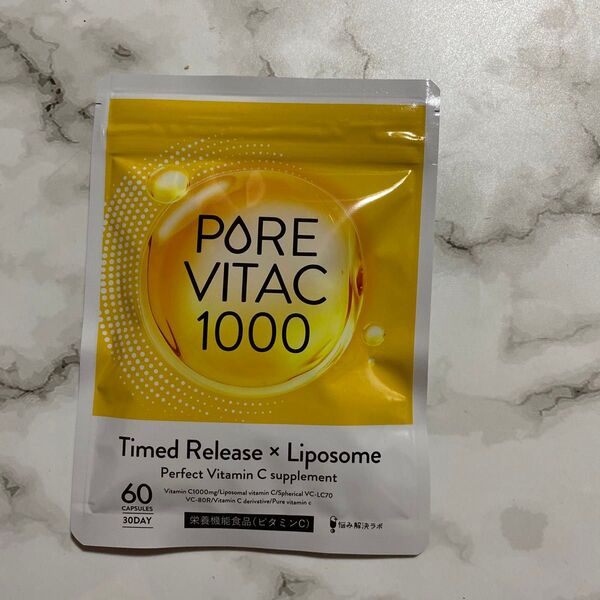 PORE
VITAC
1000
Timed Release × Liposome
Perfect Vitamin C supplement
Vitamin C1000mg/Liposomal vitamin C/Spherical VC-LC70
VC-80R/Vitamin C derivative/Pure vitamin c
60
CAPSULES
30DAY
栄養機能食品(ビタミンC)
悩み解決ラボ